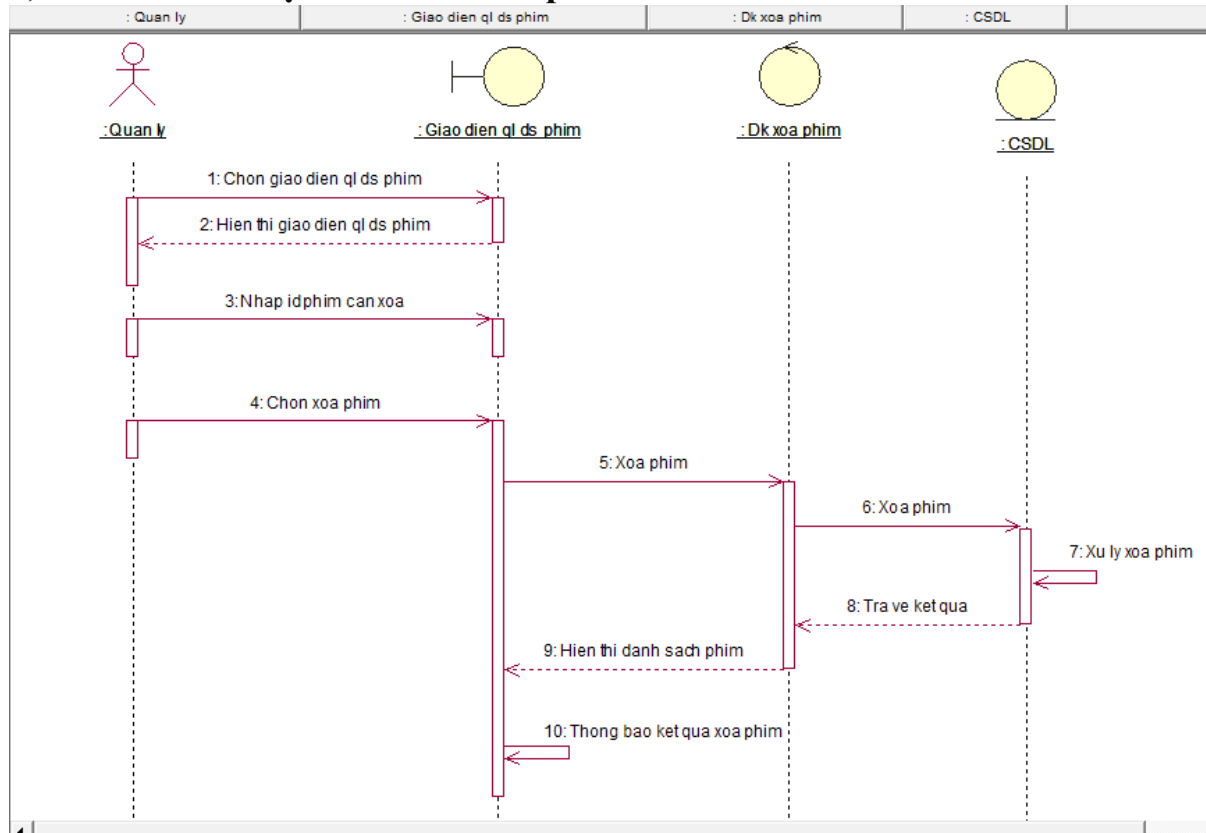 : Quan ly
: Giao dien ql ds phim
: Dk xoa phim
: CSDL
:Quan ly
: Giao dien ql ds phim
: Dk xoa phim
: CSDL
1: Chon giao dien ql ds phim
2: Hien thi giao dien ql ds phim
3: Nhap idphim can xoa
4: Chon xoa phim
5: Xoa phim
6: Xoa phim
7: Xu ly xoa phim
8: Tra ve ket qua
9: Hien thi danh sach phim
10: Thong bao ket qua xoa phim